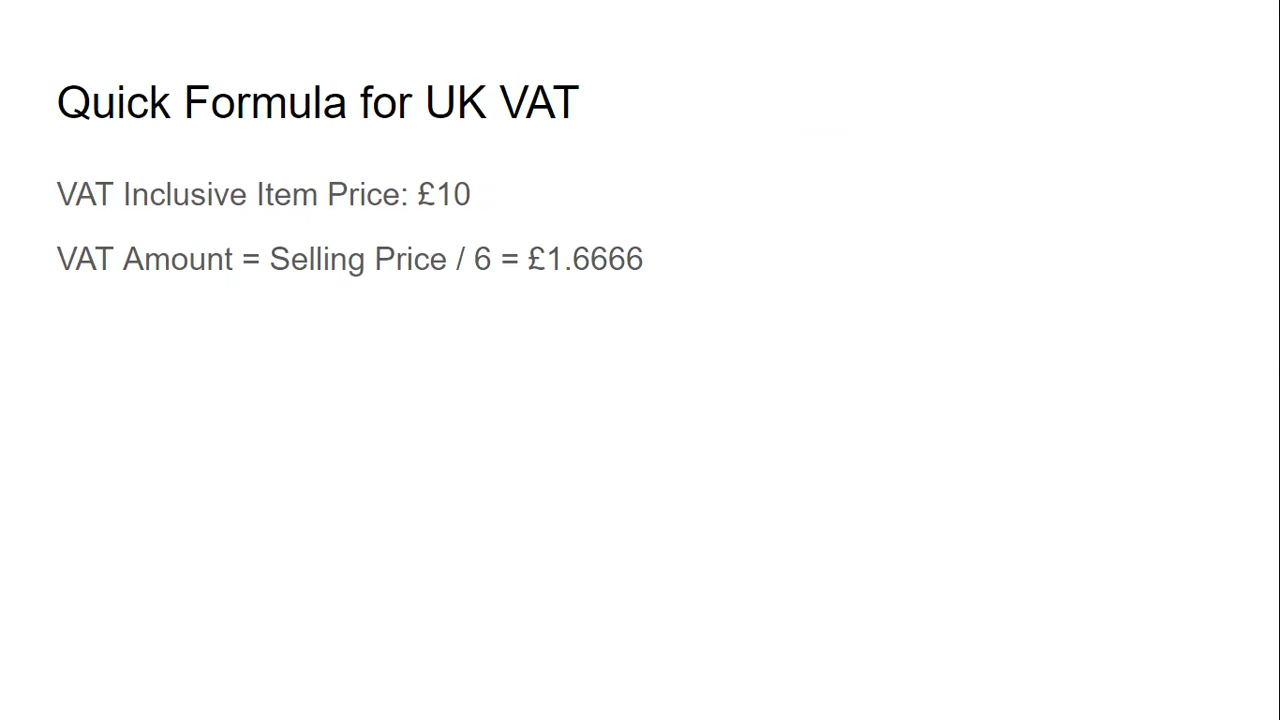 Quick Formula for UK VAT
VAT Inclusive Item Price: £10
VAT Amount = Selling Price / 6 = £1.6666